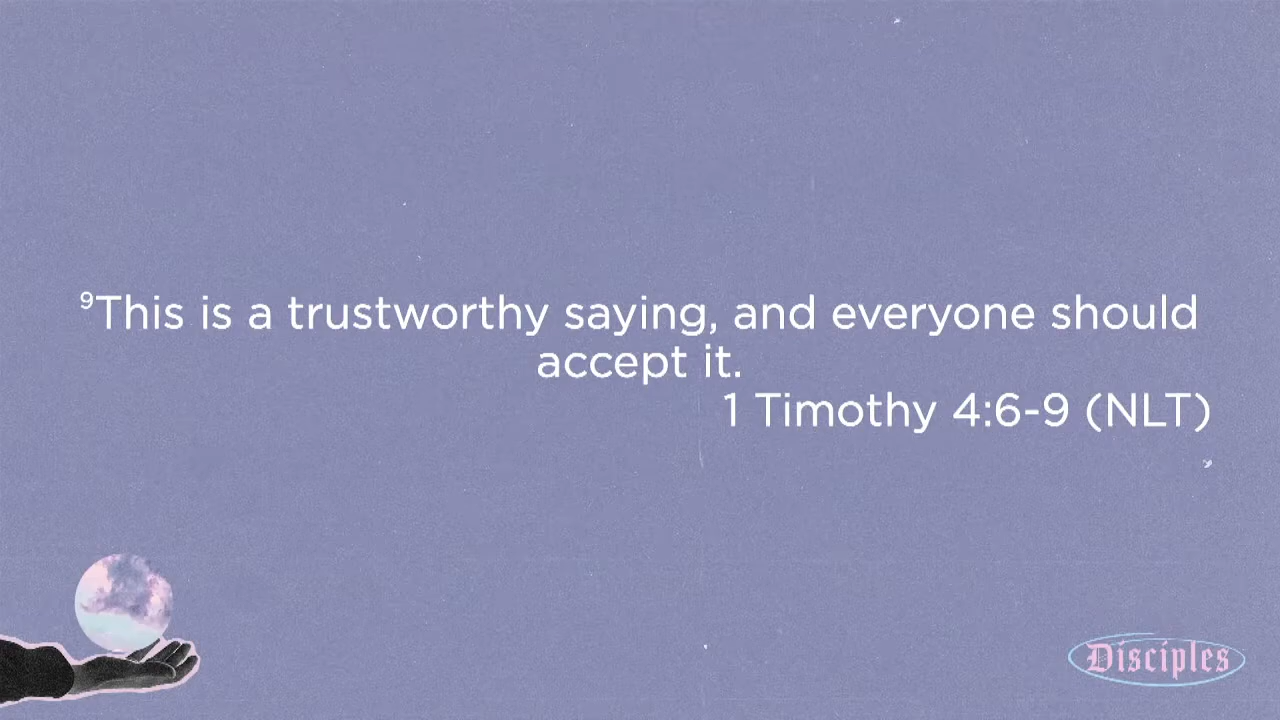 ⁹This is a trustworthy saying, and everyone should
accept it.
1 Timothy 4:6-9 (NLT)
Disciples